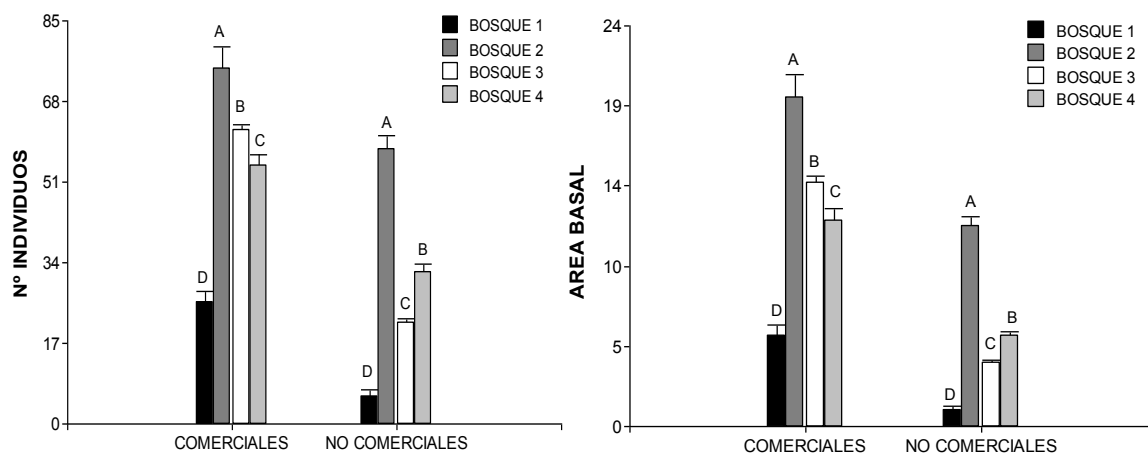 85
68
51
34
17
0
Nº INDIVIDUOS
BOSQUE 1
BOSQUE 2
BOSQUE 3
BOSQUE 4
D
A
B
C
D
A
C
B
COMERCIALES
NO COMERCIALES
24
19
14
10
5
0
AREA BASAL
BOSQUE 1
BOSQUE 2
BOSQUE 3
BOSQUE 4
D
A
B
C
D
A
C
B
COMERCIALES
NO COMERCIALES